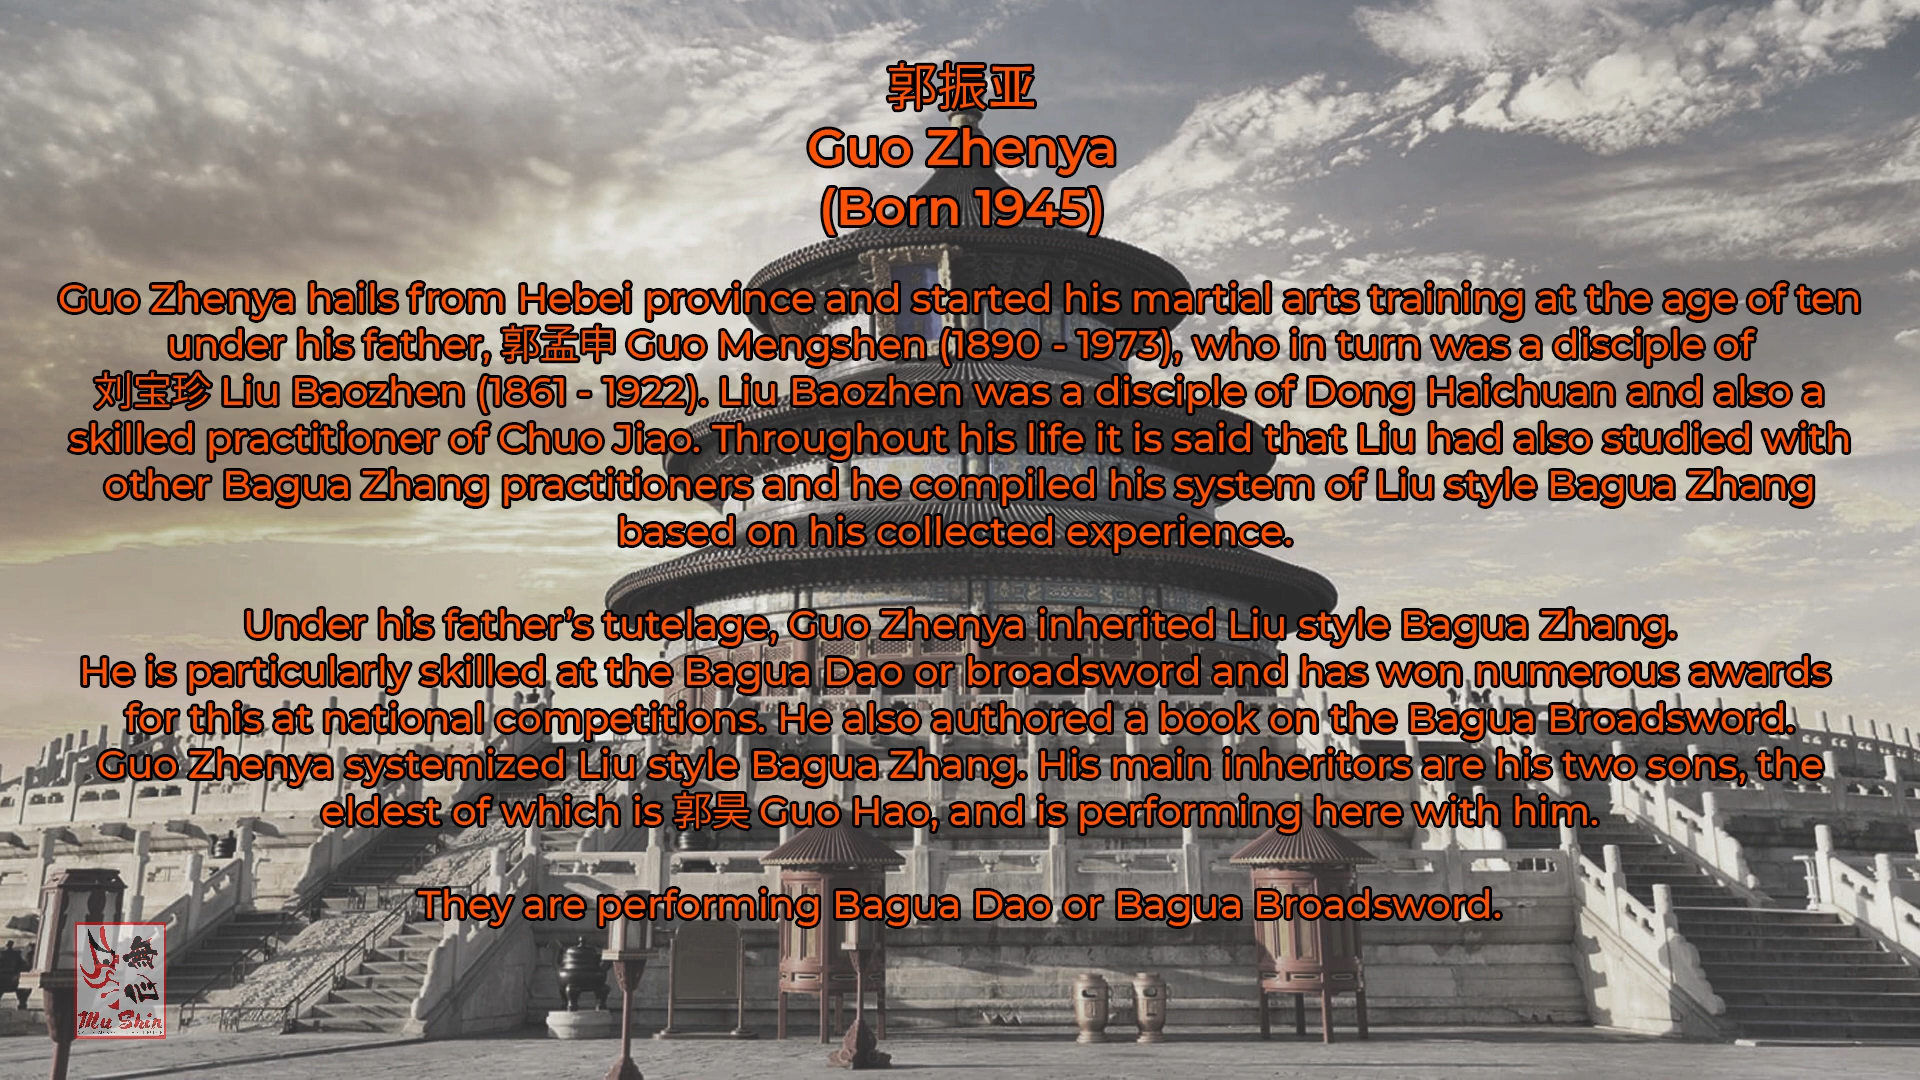 郭振亚
Guo Zhenya
(Born 1945)
Guo Zhenya hails from Hebei province and started his martial arts training at the age of ten
under his father, 郭孟申 Guo Mengshen (1890 - 1973), who in turn was a disciple of
刘宝珍 Liu Baozhen (1861 - 1922). Liu Baozhen was a disciple of Dong Haichuan and also a
skilled practitioner of Chuo Jiao. Throughout his life it is said that Liu had also studied with
other Bagua Zhang practitioners and he compiled his system of Liu style Bagua Zhang
based on his collected experience.
Under his father’s tutelage, Guo Zhenya inherited Liu style Bagua Zhang.
He is particularly skilled at the Bagua Dao or broadsword and has won numerous awards
for this at national competitions. He also authored a book on the Bagua Broadsword.
Guo Zhenya systemized Liu style Bagua Zhang. His main inheritors are his two sons, the
eldest of which is 郭昊 Guo Hao, and is performing here with him.
They are performing Bagua Dao or Bagua Broadsword.
無心
Mu Shin